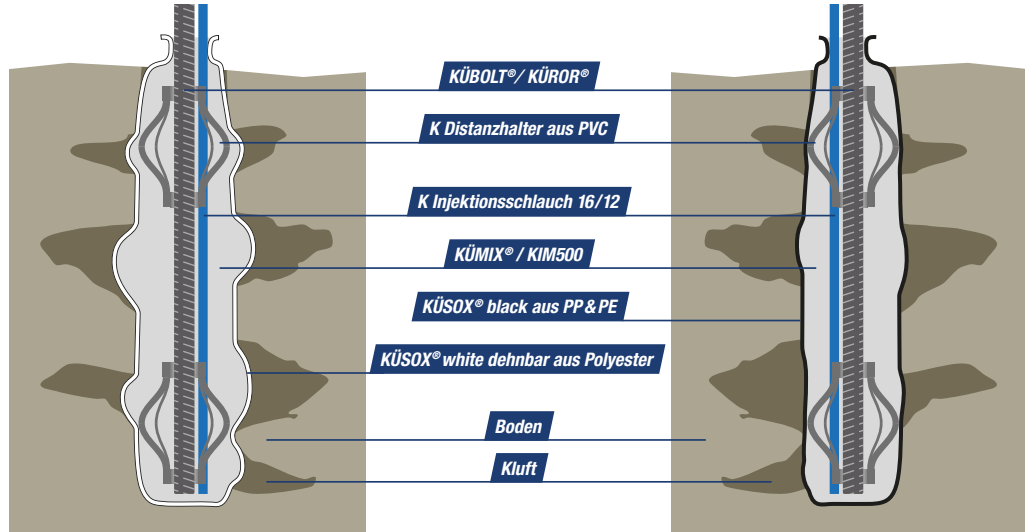 KÜBOLT®/ KÜROR®
K Distanzhalter aus PVC
K Injektionsschlauch 16/12
KÜMIX® / KIM500
KÜSOX® black aus PP&PE
KÜSOX® white dehnbar aus Polyester
Boden
Kluft